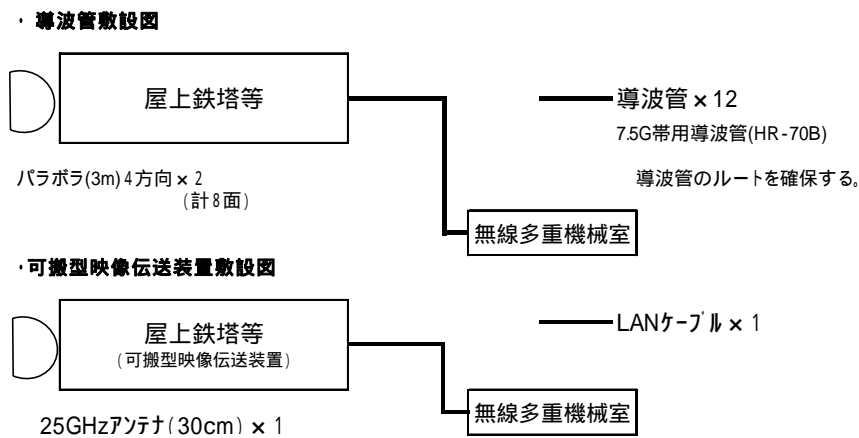 ・ 導波管敷設図
屋上鉄塔等
導波管×12
7.5G帯用導波管(HR-70B)
パラボラ(3m)4方向×2
(計8面)
導波管のルートを確保する。
無線多重機械室
・可搬型映像伝送装置敷設図
屋上鉄塔等
(可搬型映像伝送装置)
LANケーブル×1
25GHzアンテナ(30cm)×1
無線多重機械室